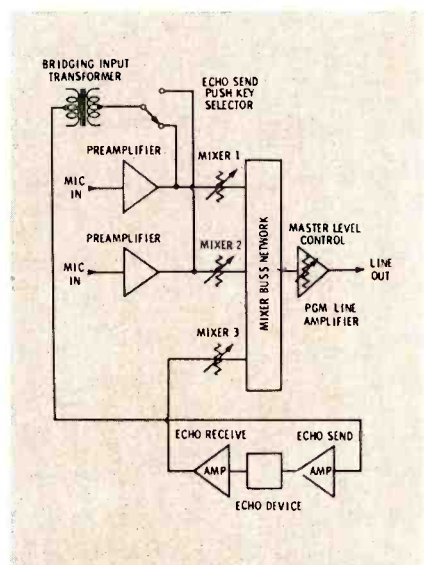 BRIDGING INPUT
TRANSFORMER
ECHO SEND
PUSH KEY
SELECTOR
PREAMPLIFIER
MIC
IN
MIXER 1
PREAMPLIFIER
MIC
IN
MIXER 2
MIXER 3
MIXER BUSS NETWORK
MASTER LEVEL
CONTROL
LINE
OUT
PGM LINE
AMPLIFIER
ECHO RECEIVE
AMP
ECHO DEVICE
ECHO SEND
AMP